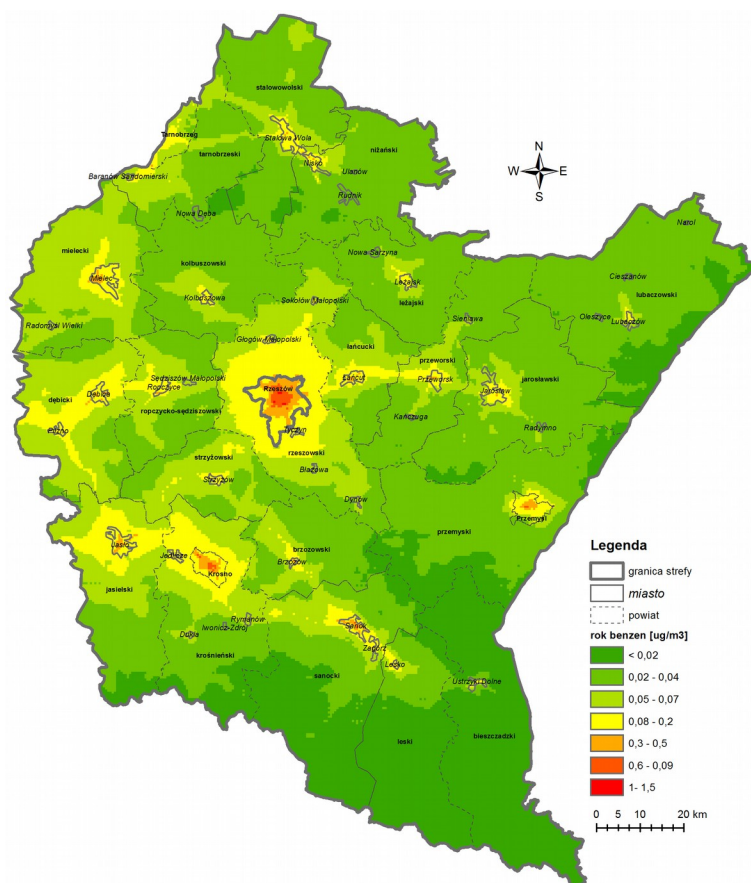 stalowowolski
Tarnobrzeg
Stalowa Wola
tarnobrzeski
Nisko
niżański
Ulanów
Baranów Sandomierski
Rudnik
Nowa Dęba
N
W E
S
Narol
mielecki
kolbuszowski
Nowa Sarzyna
Cieszanów
Mielec
Leżajsk
lubaczowski
Kolbuszowa
Sokołów Małopolski
leżajski
Oleszyce
Lubaczów
Radomyśl Wielki
Sieniawa
Głogów Małopolski
łańcucki
przeworski
Sędziszów Małopolski
Ropczyce
Łańcut
Przeworsk
jarosławski
dębicki
Dębica
Rzeszów
Jarosław
ropczycko-sędziszowski
Kańczuga
Pilzno
Tyczyn
Radymno
strzyżowski
rzeszowski
Błażowa
Strzyżów
Dynów
Przemyśl
przemyski
Jasło
Jedlicze
brzozowski
Brzozów
Krosno
jasielski
Rymanów
Iwonicz-Zdrój
Dukla
Sanok
Zagórz
krośnieński
Lesko
sanocki
Ustrzyki Dolne
leski
bieszczadzki
Legenda
granica strefy
miasto
powiat
rok benzen [ug/m3]
< 0,02
0,02 - 0,04
0,05 - 0,07
0,08 - 0,2
0,3 - 0,5
0,6 - 0,09
1- 1,5
0 5 10 20 km